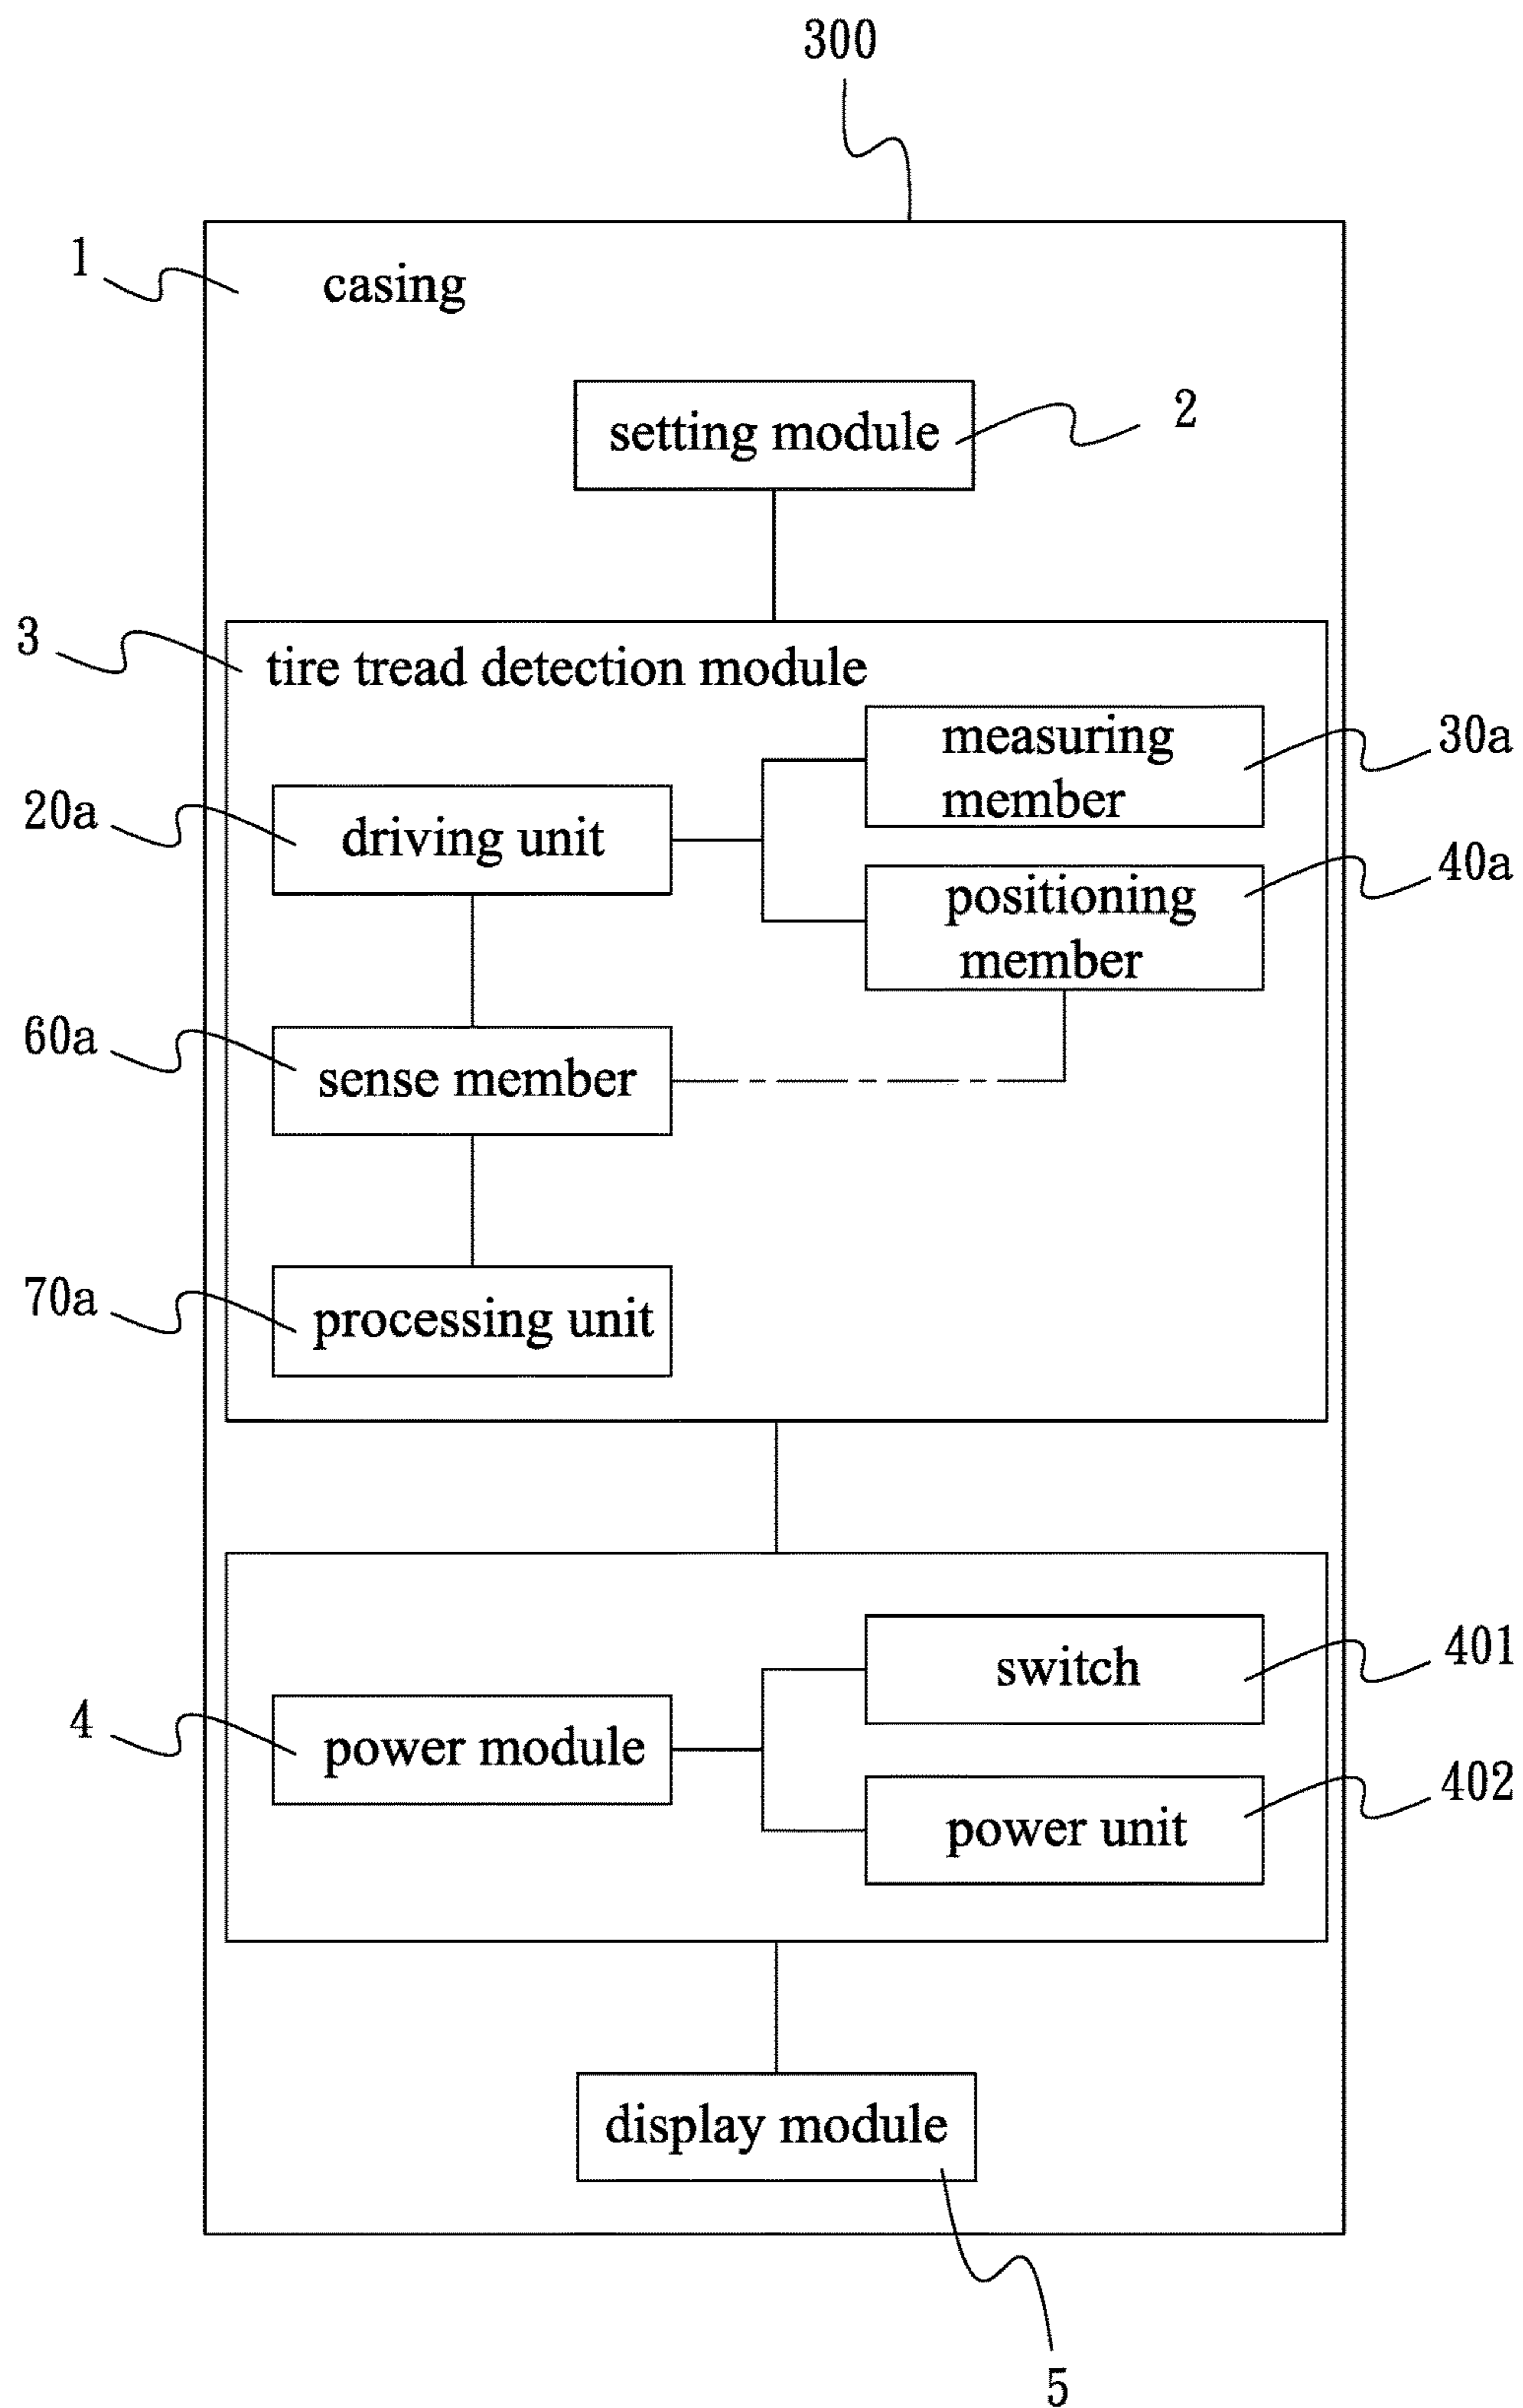 300
1
casing
setting module
2
3
tire tread detection module
measuring
member
30a
20a
driving unit
positioning
member
40a
60a
sense member
70a
processing unit
switch
401
4
power module
power unit
402
display module
5